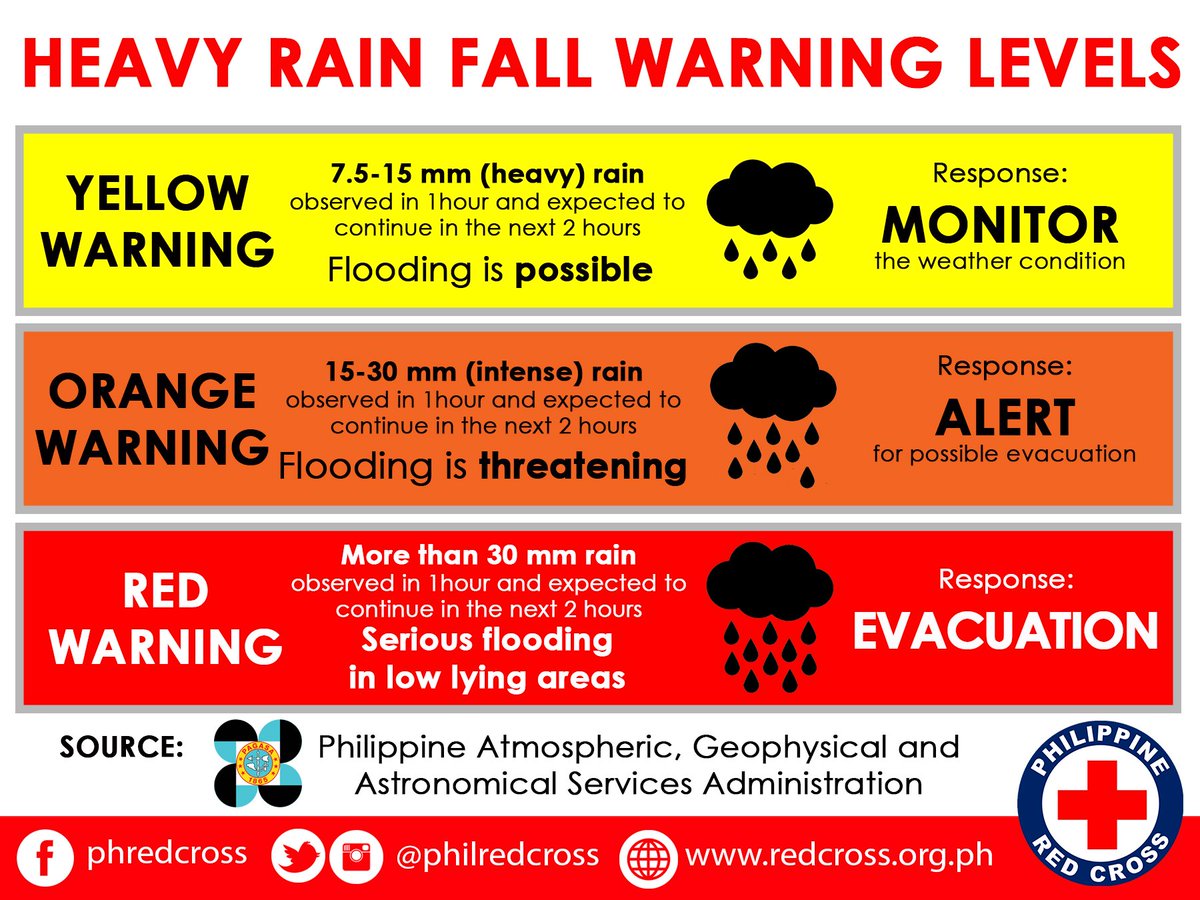 HEAVY RAIN FALL WARNING LEVELS
YELLOW
WARNING
7.5-15 mm (heavy) rain
observed in 1hour and expected to
continue in the next 2 hours
Flooding is possible
Response:
MONITOR
the weather condition
ORANGE
WARNING
15-30 mm (intense) rain
observed in 1hour and expected to
continue in the next 2 hours
Flooding is threatening
Response:
ALERT
for possible evacuation
RED
WARNING
More than 30 mm rain
observed in 1hour and expected to
continue in the next 2 hours
Serious flooding
in low lying areas
Response:
EVACUATION
SOURCE:
PAGASA
1865
Philippine Atmospheric, Geophysical and
Astronomical Services Administration
PHILIPPINE
RED CROSS
phredcross
@philredcross
www.redcross.org.ph